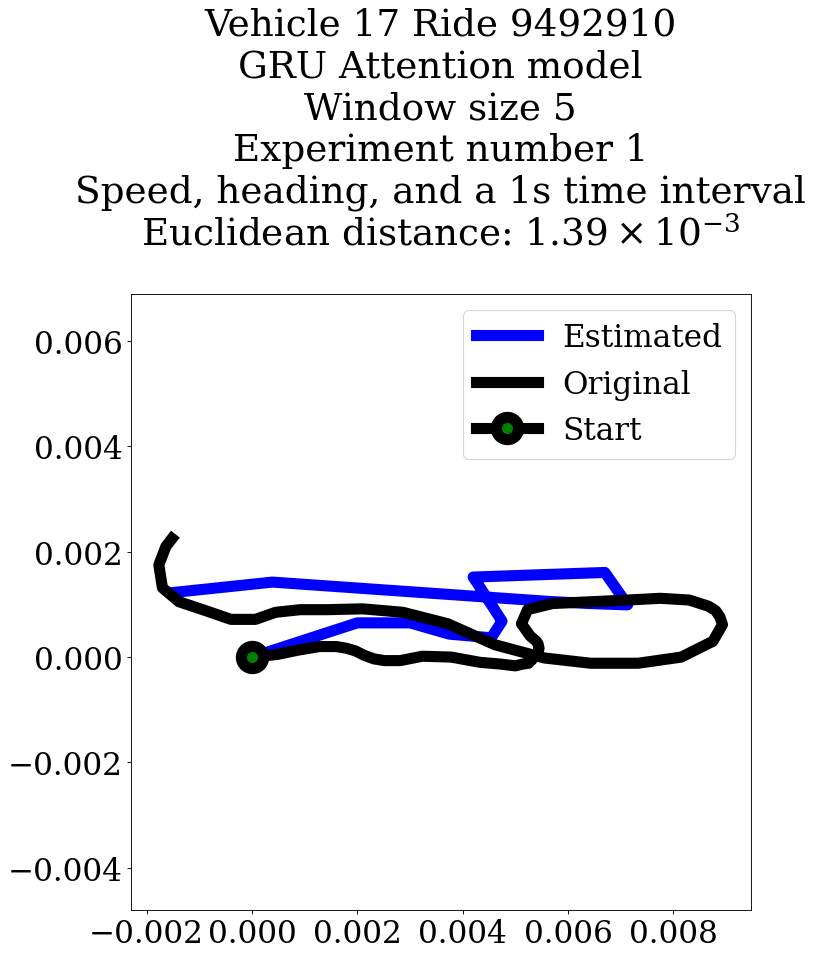 Vehicle 17 Ride 9492910
GRU Attention model
Window size 5
Experiment number 1
Speed, heading, and a 1s time interval
Euclidean distance: 1.39 × 10⁻³
Estimated
Original
Start
0.006
0.004
0.002
0.000
−0.002
−0.004
−0.002 0.000 0.002 0.004 0.006 0.008